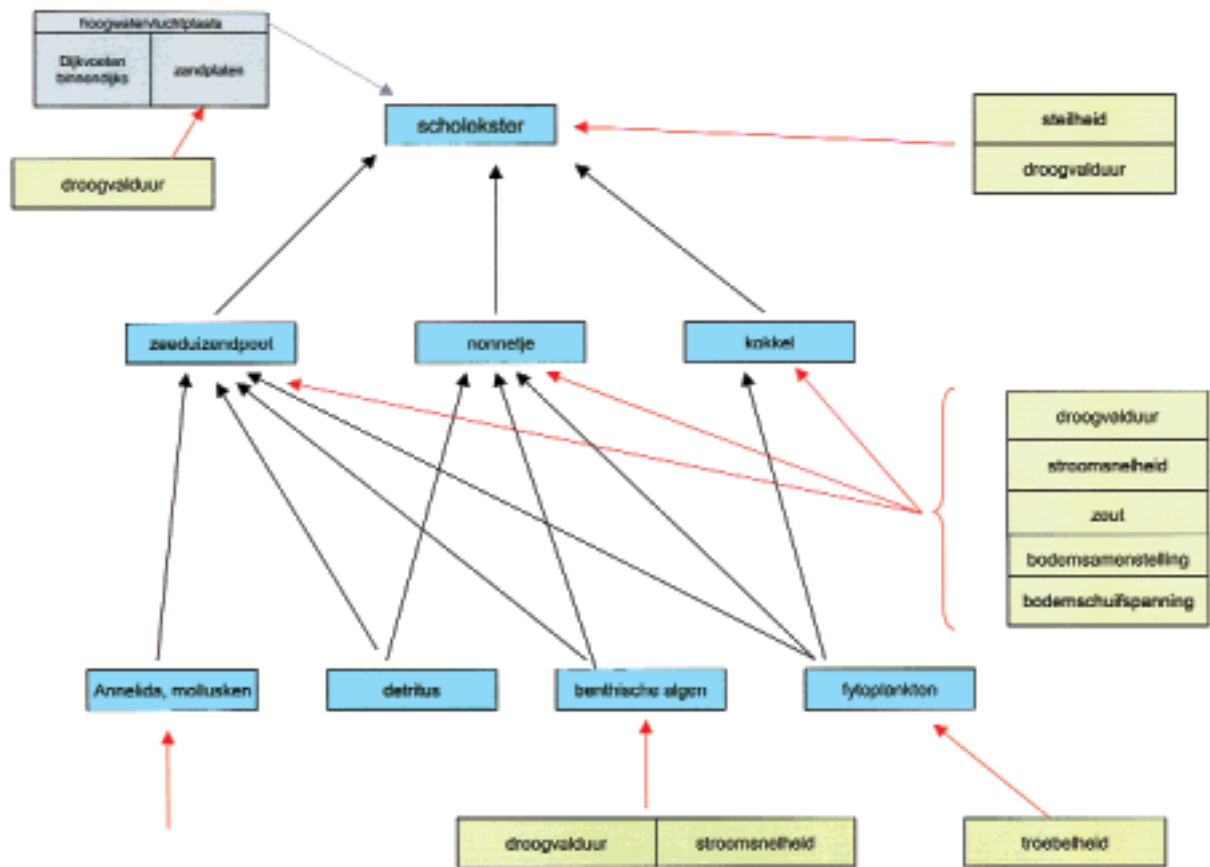 hoogwatervluchtplaats
Dijkvoeten
binnendijks
zandplaten
scholekster
steilheid
droogvalduur
droogvalduur
zeeduizendpoot
nonnetje
kokkel
droogvalduur
stroomsnelheid
zout
bodemsamenstelling
bodemschuifspanning
Annelida, mollusken
detritus
benthische algen
fytoplankton
droogvalduur
stroomsnelheid
troebelheid